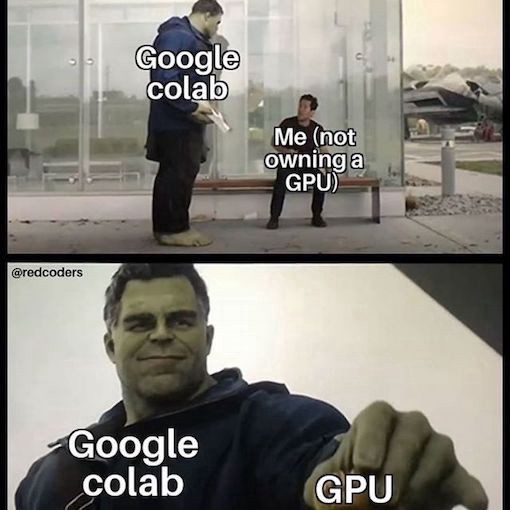 Google
colab
Me (not
owning a
GPU)
@redcoders
Google
colab
GPU